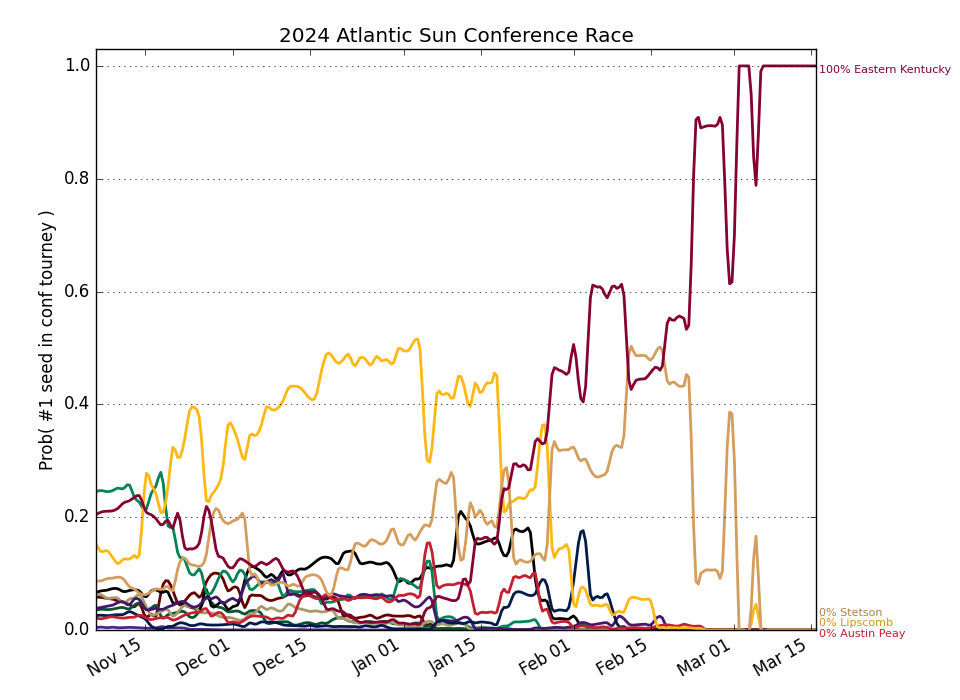 2024 Atlantic Sun Conference Race
Prob( #1 seed in conf tourney )
1.0
0.8
0.6
0.4
0.2
0.0
100% Eastern Kentucky
0% Stetson
0% Lipscomb
0% Austin Peay
Nov 15
Dec 01
Dec 15
Jan 01
Jan 15
Feb 01
Feb 15
Mar 01
Mar 15